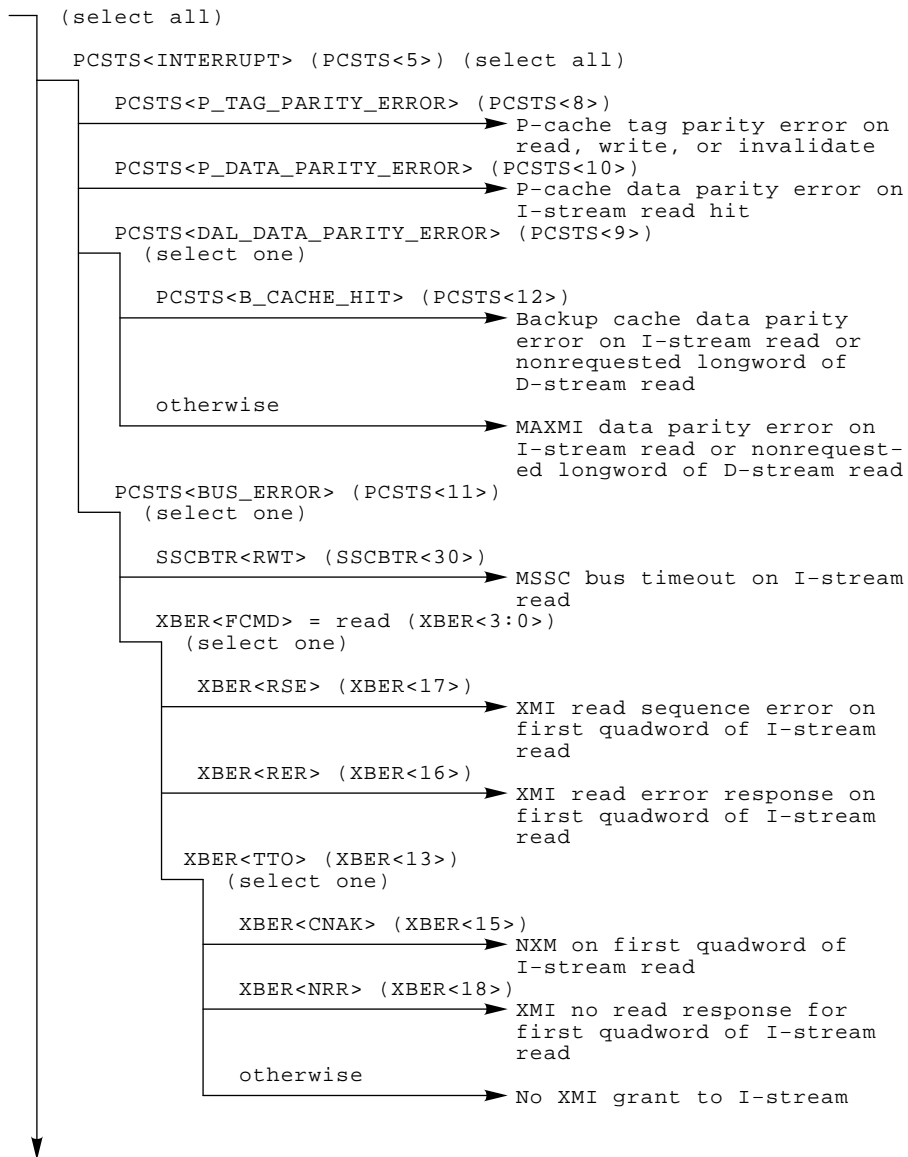 (select all)
PCSTS<INTERRUPT> (PCSTS<5>) (select all)
PCSTS<P_TAG_PARITY_ERROR> (PCSTS<8>)
P-cache tag parity error on
read, write, or invalidate
PCSTS<P_DATA_PARITY_ERROR> (PCSTS<10>)
P-cache data parity error on
I-stream read hit
PCSTS<DAL_DATA_PARITY_ERROR> (PCSTS<9>)
(select one)
PCSTS<B_CACHE_HIT> (PCSTS<12>)
Backup cache data parity
error on I-stream read or
nonrequested longword of
D-stream read
otherwise
MAXMI data parity error on
I-stream read or nonrequest-
ed longword of D-stream read
PCSTS<BUS_ERROR> (PCSTS<11>)
(select one)
SSCBTR<RWT> (SSCBTR<30>)
MSSC bus timeout on I-stream
read
XBER<FCMD> = read (XBER<3:0>)
(select one)
XBER<RSE> (XBER<17>)
XMI read sequence error on
first quadword of I-stream
read
XBER<RER> (XBER<16>)
XMI read error response on
first quadword of I-stream
read
XBER<TTO> (XBER<13>)
(select one)
XBER<CNAK> (XBER<15>)
NXM on first quadword of
I-stream read
XBER<NRR> (XBER<18>)
XMI no read response for
first quadword of I-stream
read
otherwise
No XMI grant to I-stream